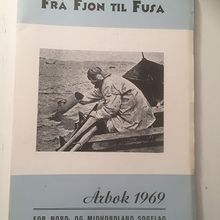 FRA FJON TIL FUSA
Årbok 1969
FOR NORD- OG MIDHORDLAND SOGELAG